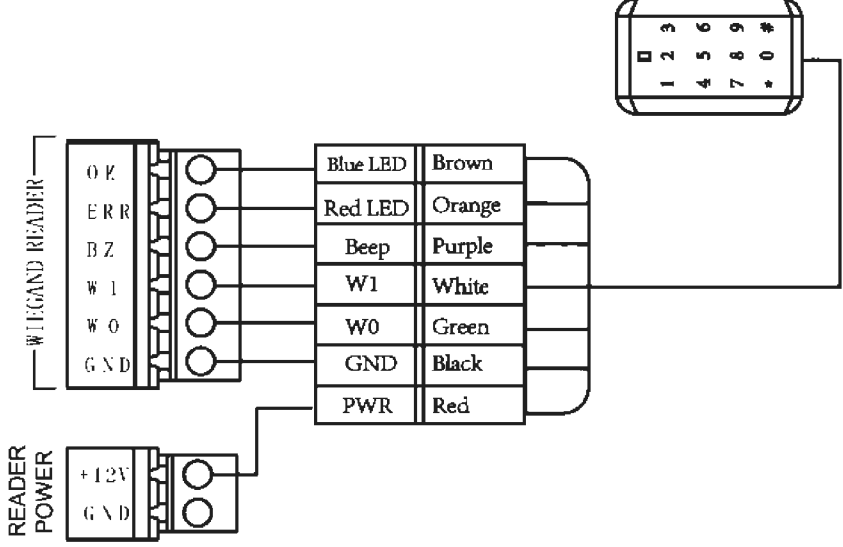 3 6 9 #
2 5 8 0
1 4 7 *
WIEGAND READER
OK
ERR
BZ
W1
W0
GND
Blue LED Brown
Red LED Orange
Beep Purple
W1 White
W0 Green
GND Black
PWR Red
READER
POWER
+12V
GND